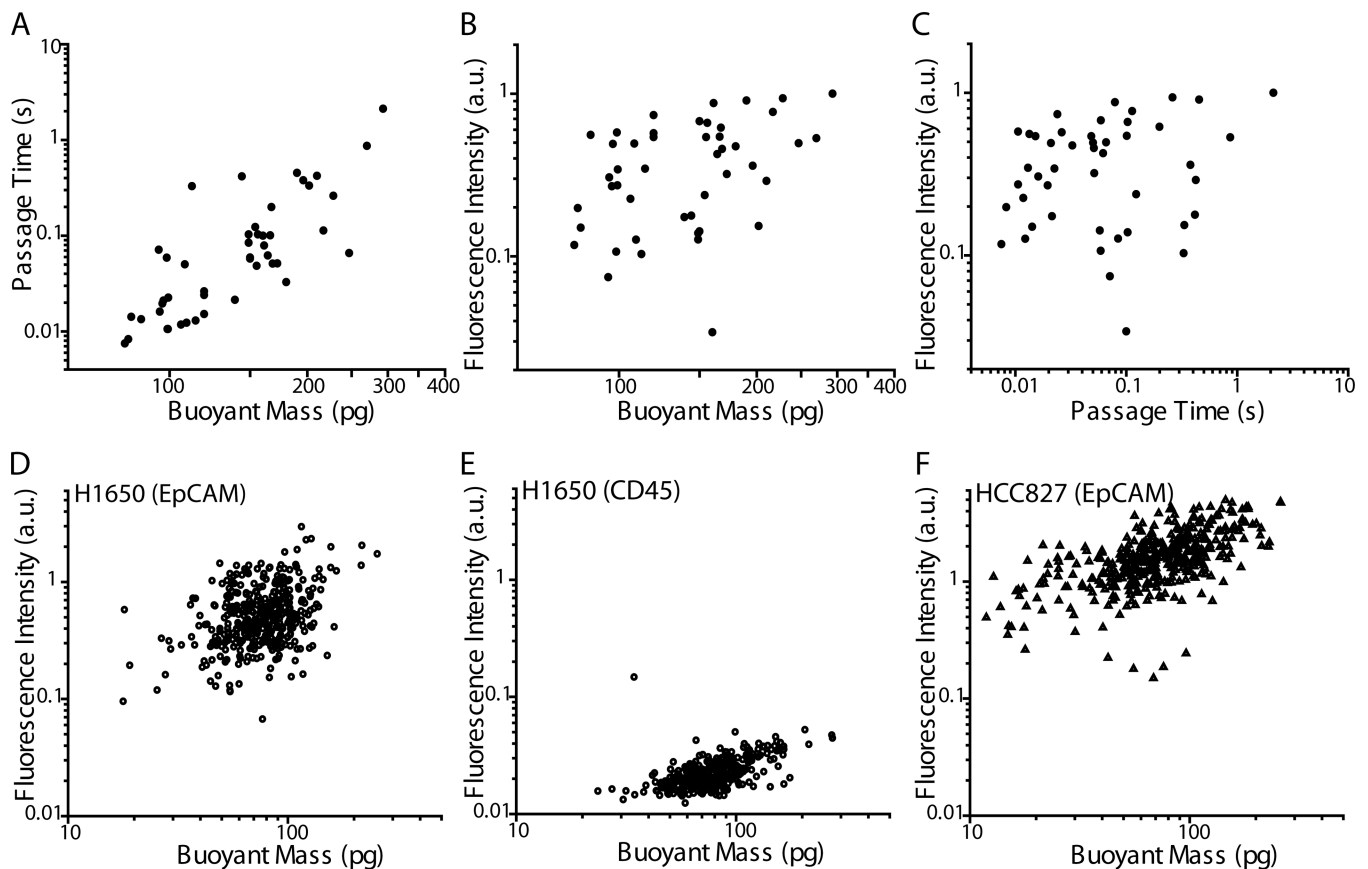 A
B
C
10
1
0.1
0.01
Passage Time (s)
100
200
300
400
Buoyant Mass (pg)
1
0.1
Fluorescence Intensity (a.u.)
100
200
300
400
Buoyant Mass (pg)
1
0.1
Fluorescence Intensity (a.u.)
0.01
0.1
1
10
Passage Time (s)
D
E
F
H1650 (EpCAM)
1
0.1
0.01
Fluorescence Intensity (a.u.)
10
100
Buoyant Mass (pg)
H1650 (CD45)
1
0.1
0.01
Fluorescence Intensity (a.u.)
10
100
Buoyant Mass (pg)
HCC827 (EpCAM)
1
0.1
0.01
Fluorescence Intensity (a.u.)
10
100
Buoyant Mass (pg)